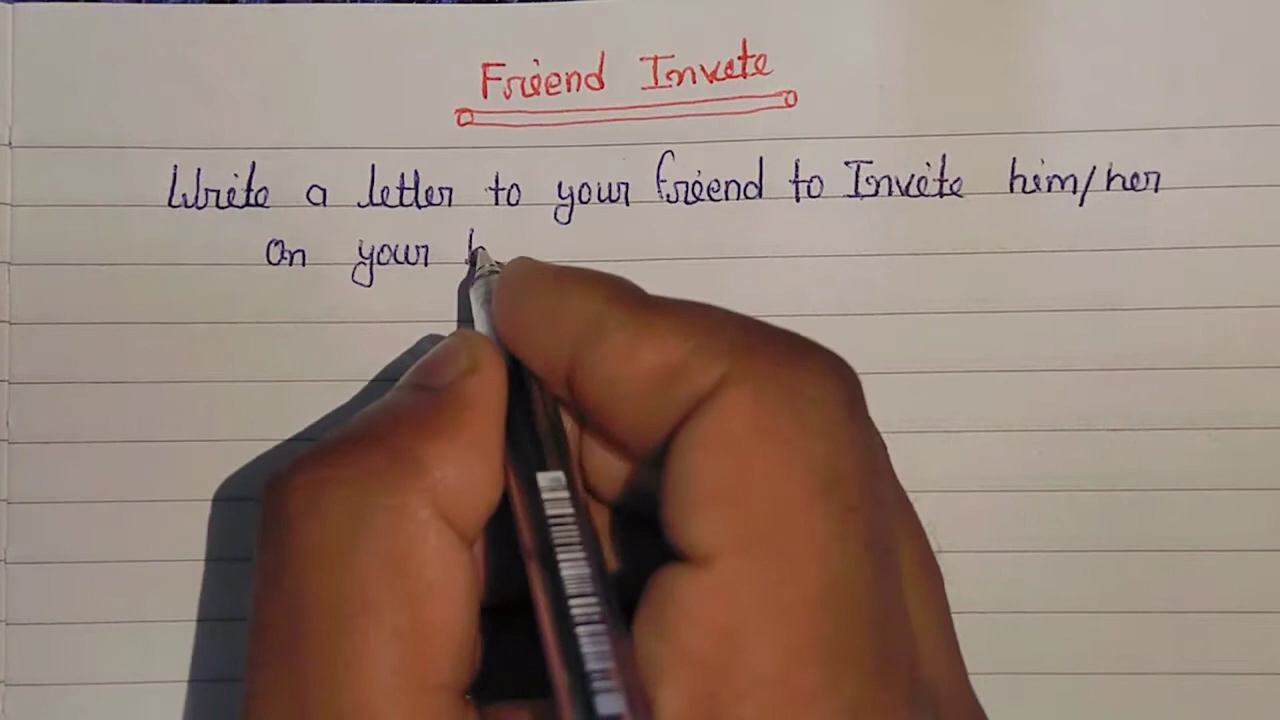 Friend Invite
Write a letter to your friend to Invite him/her
On your